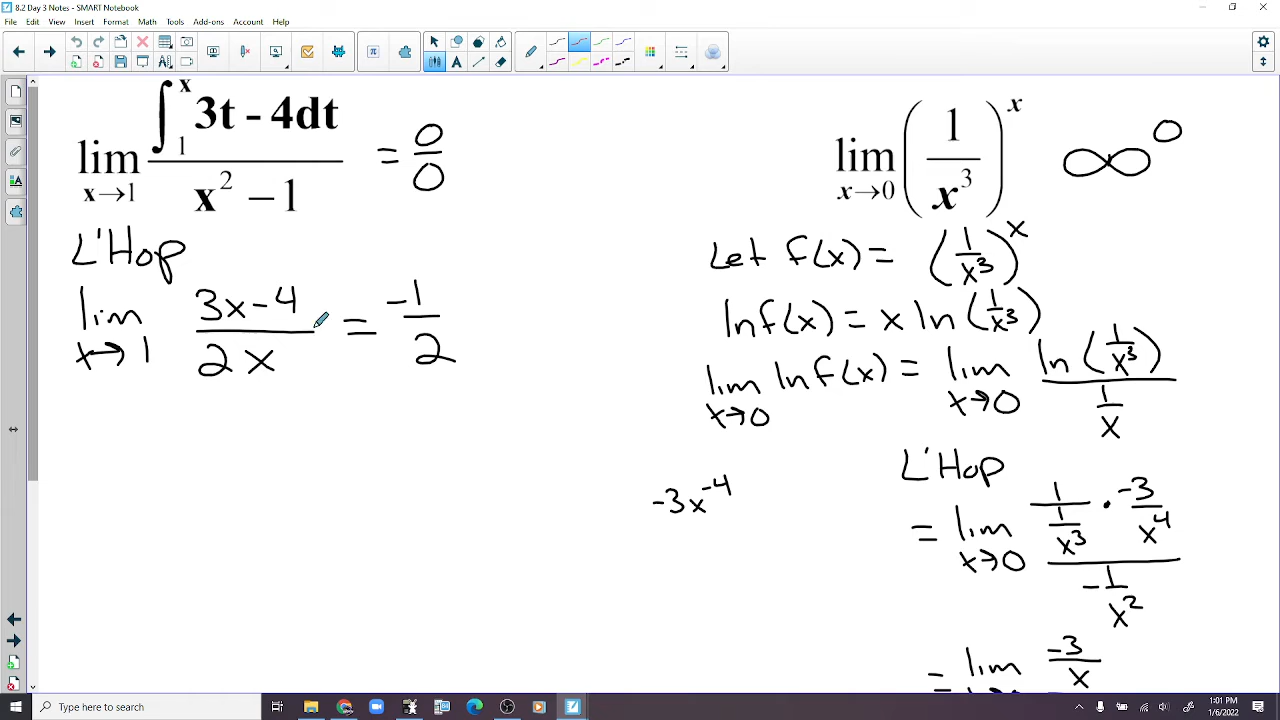 8.2 Day 3 Notes - SMART Notebook
File Edit View Insert Format Tools Add-ons Account Help
lim x→1 ∫₁ˣ 3t - 4dt / x² − 1 = 0/0
L'Hop
lim x→1 3x-4 / 2x = -1/2
lim x→0 (1/x³)ˣ ∞⁰
Let f(x) = (1/x³)ˣ
ln f(x) = x ln (1/x³)
lim x→0 ln f(x) = lim x→0 ln (1/x³) / 1/x
L'Hop
-3x⁻⁴
= lim x→0 1/(1/x³) · -3/x⁴ / -1/x²
= lim -3/x
Type here to search
1:01 PM
1/6/2022